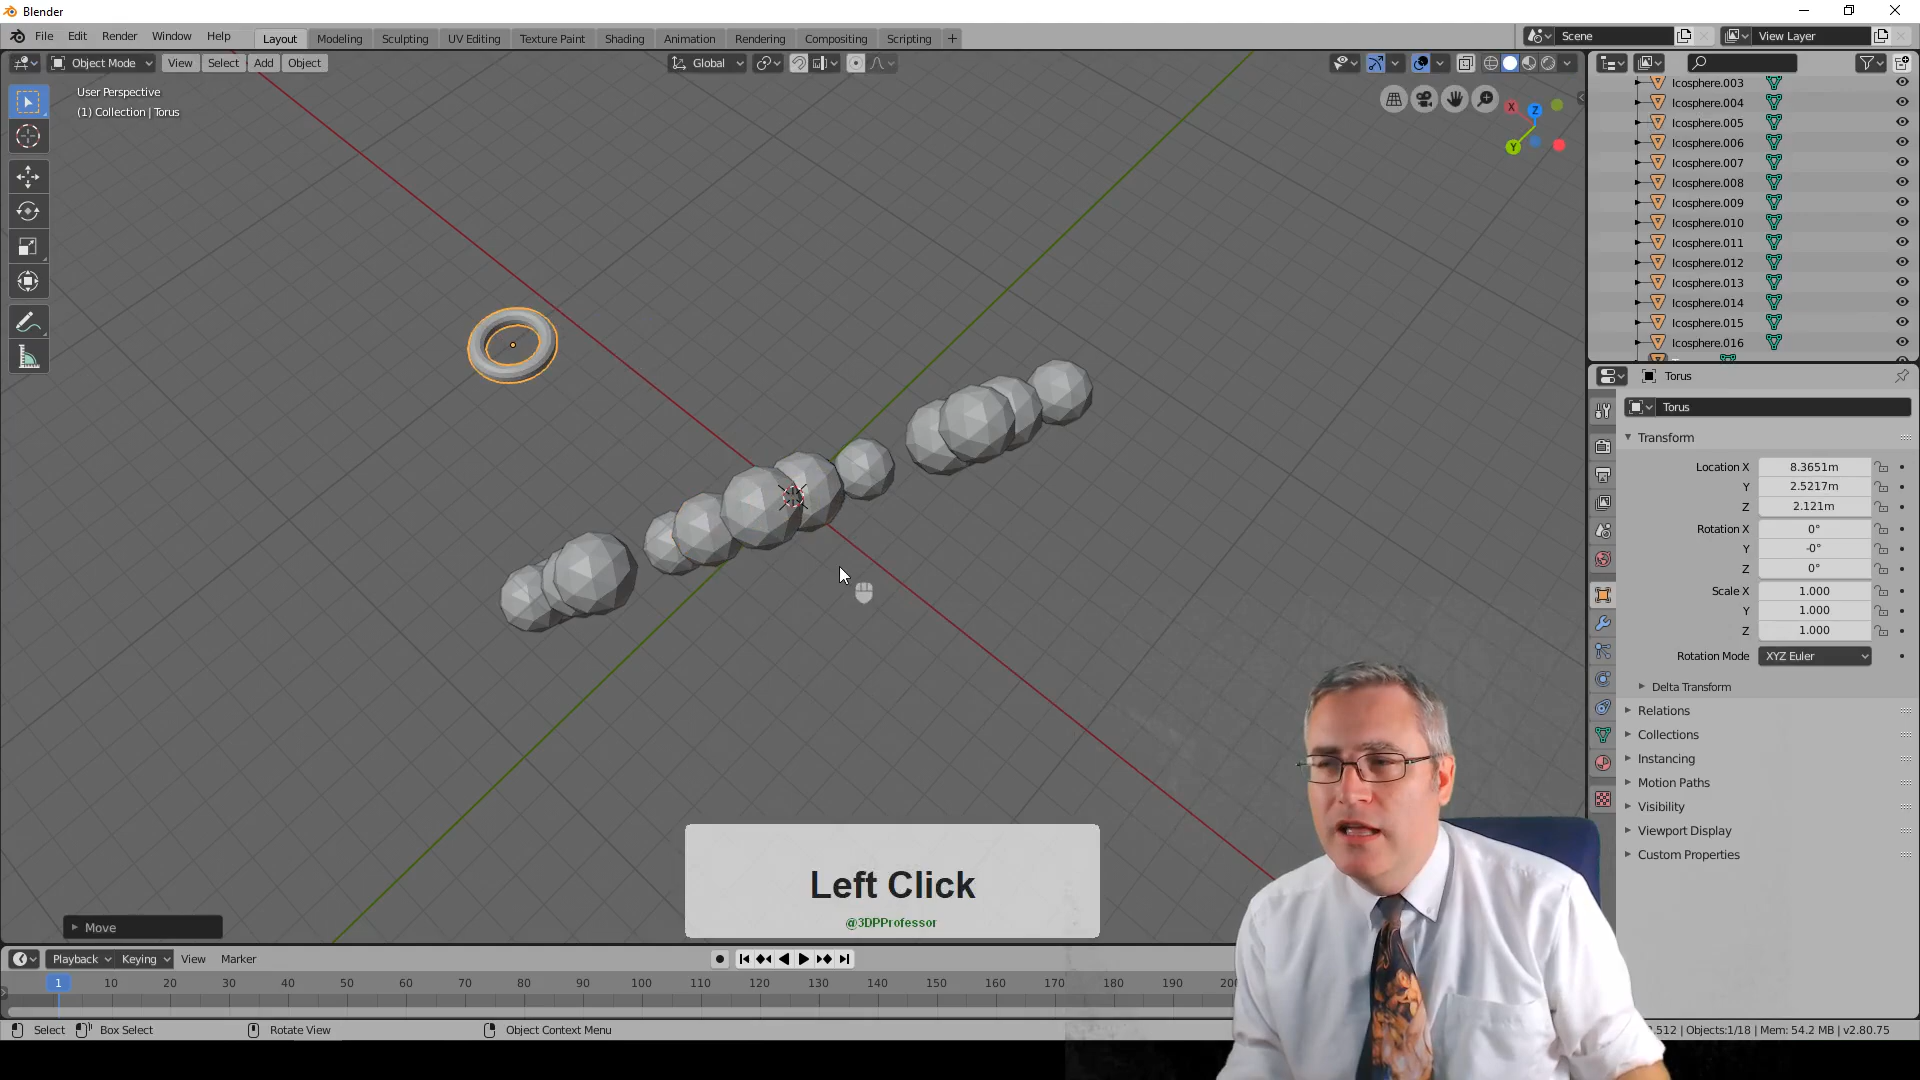 Blender
File Edit Render Window Help
Layout Modeling Sculpting UV Editing Texture Paint Shading Animation Rendering Compositing Scripting +
Scene
View Layer
Object Mode View Select Add Object
Global
User Perspective
(1) Collection | Torus
X
Z
Y
Icosphere.003
Icosphere.004
Icosphere.005
Icosphere.006
Icosphere.007
Icosphere.008
Icosphere.009
Icosphere.010
Icosphere.011
Icosphere.012
Icosphere.013
Icosphere.014
Icosphere.015
Icosphere.016
Torus
Torus
Transform
Location X 8.3651m
Y 2.5217m
Z 2.121m
Rotation X 0°
Y -0°
Z 0°
Scale X 1.000
Y 1.000
Z 1.000
Rotation Mode XYZ Euler
Delta Transform
Relations
Collections
Instancing
Motion Paths
Visibility
Viewport Display
Custom Properties
Left Click
@3DPProfessor
Move
Playback Keying View Marker
1 10 20 30 40 50 60 70 80 90 100 110 120 130 140 150 160 170 180 190
Select Box Select Rotate View Object Context Menu
512 | Objects:1/18 | Mem: 54.2 MB | v2.80.75